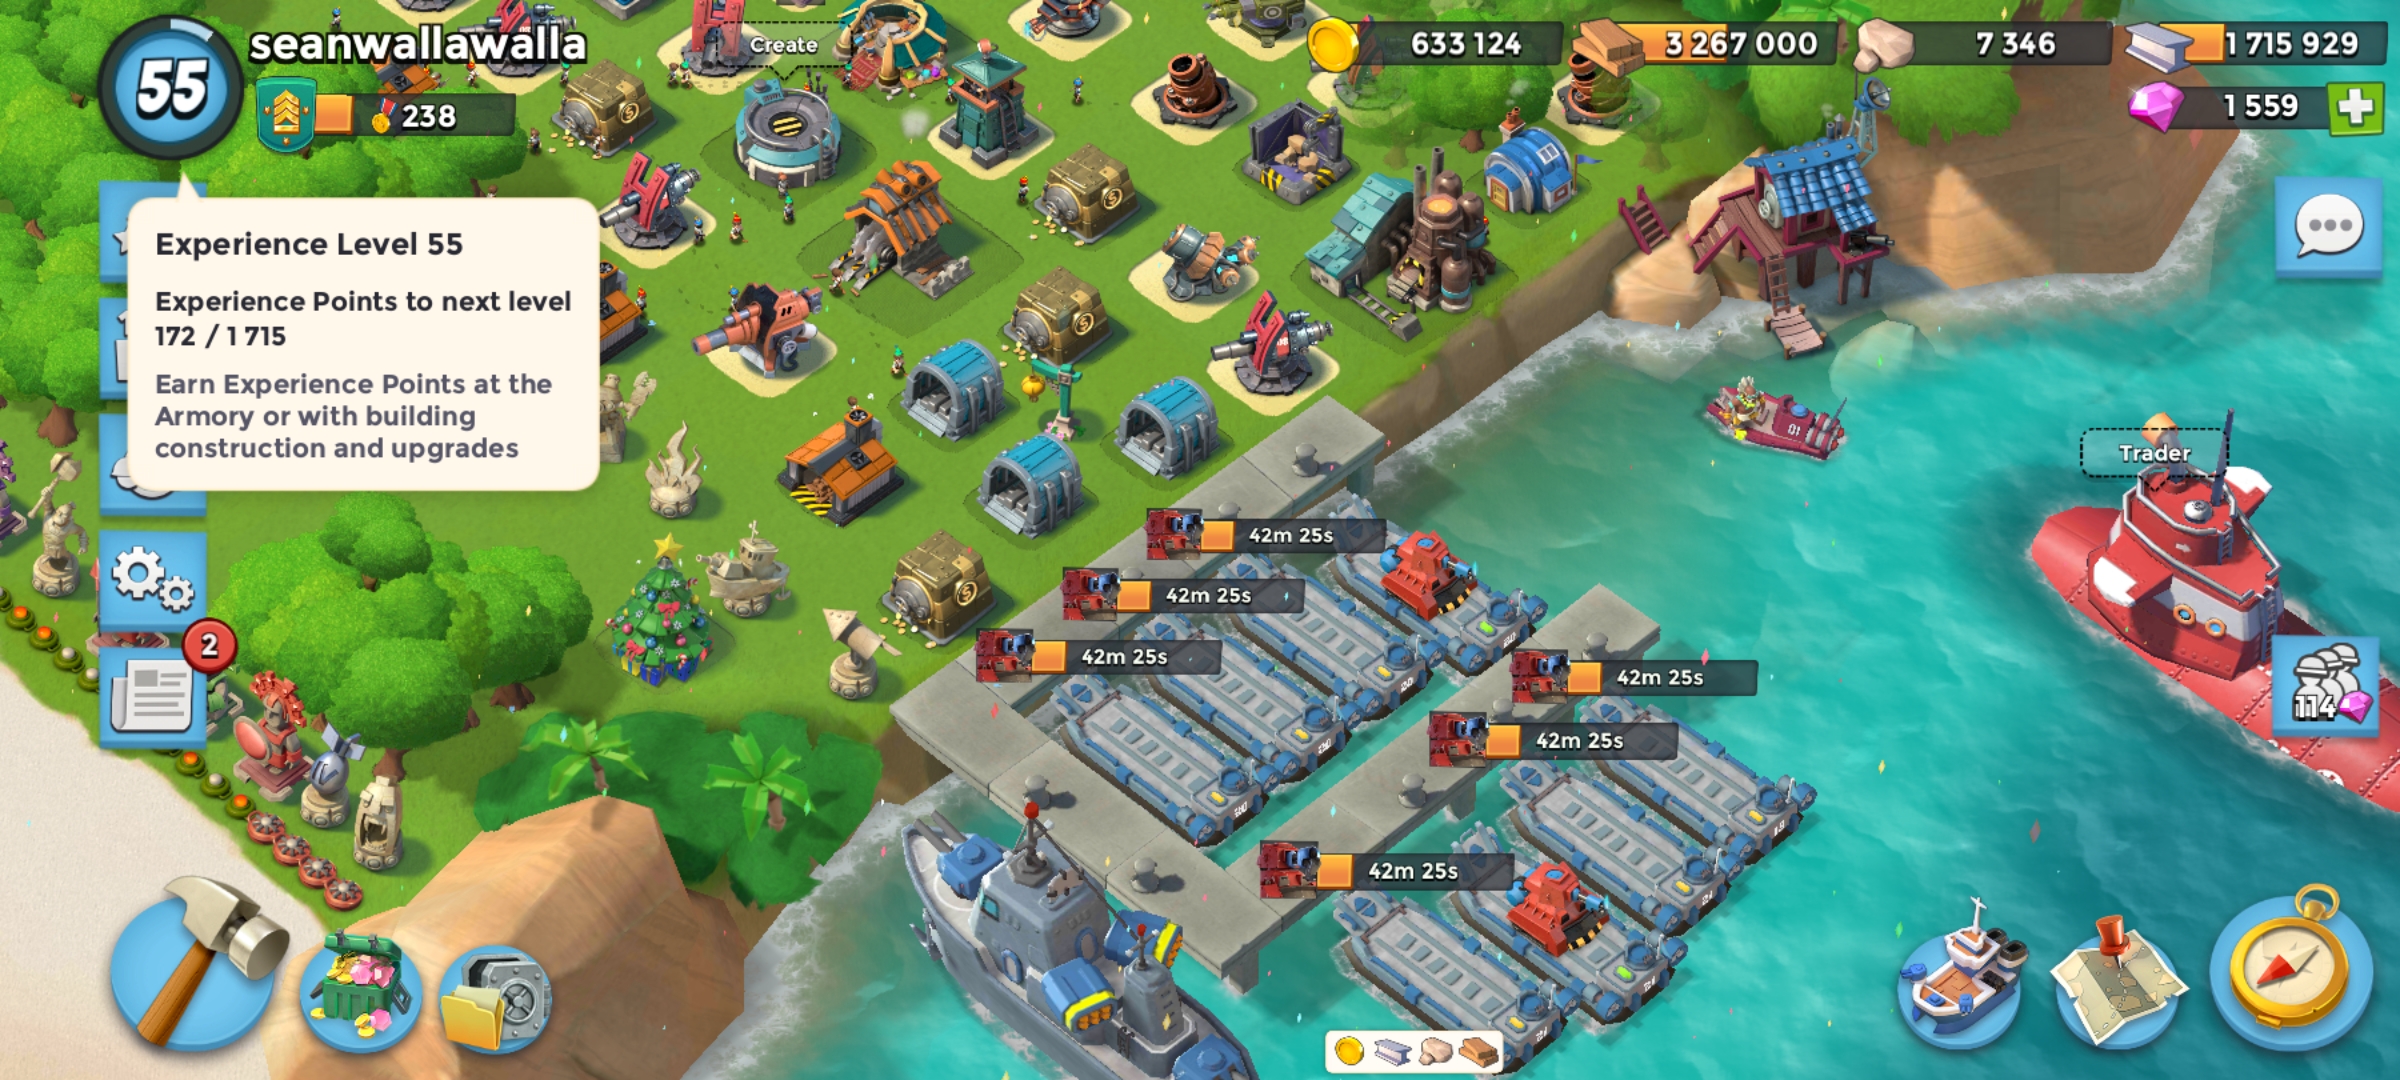 55
seanwallawalla
238
Create
633 124
3 267 000
7 346
1 715 929
1 559
Experience Level 55
Experience Points to next level
172 / 1 715
Earn Experience Points at the
Armory or with building
construction and upgrades
01
Trader
42m 25s
42m 25s
42m 25s
42m 25s
42m 25s
42m 25s
2
114